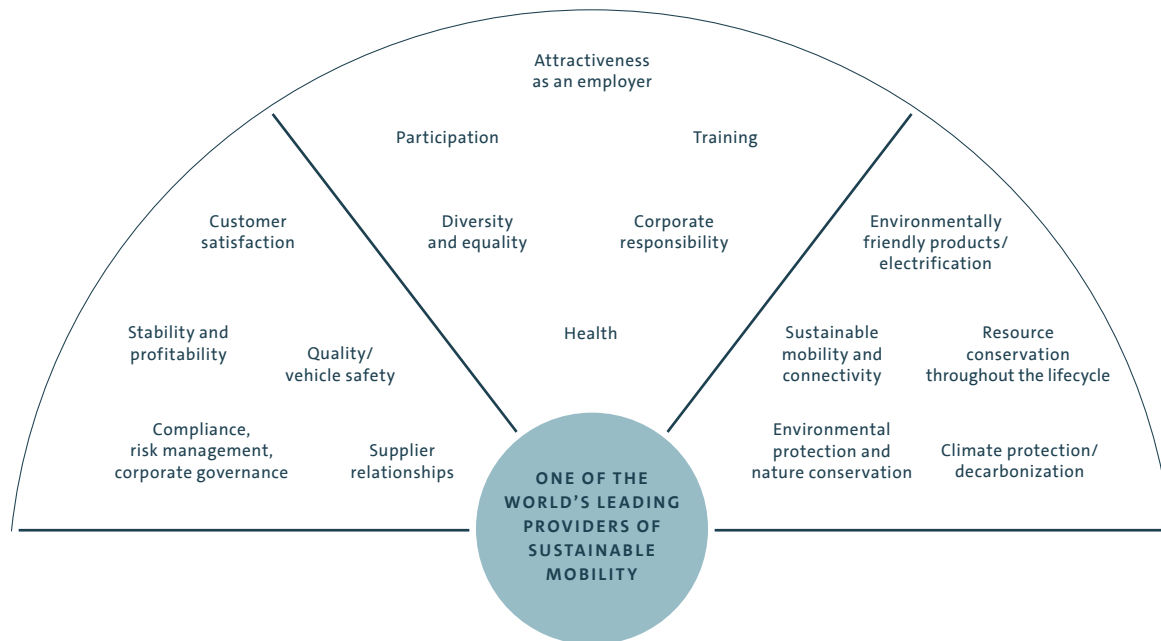 Attractiveness
as an employer
Participation
Training
Customer
satisfaction
Diversity
and equality
Corporate
responsibility
Environmentally
friendly products/
electrification
Stability and
profitability
Quality/
vehicle safety
Health
Sustainable
mobility and
connectivity
Resource
conservation
throughout the lifecycle
Compliance,
risk management,
corporate governance
Supplier
relationships
Environmental
protection and
nature conservation
Climate protection/
decarbonization
ONE OF THE
WORLD’S LEADING
PROVIDERS OF
SUSTAINABLE
MOBILITY